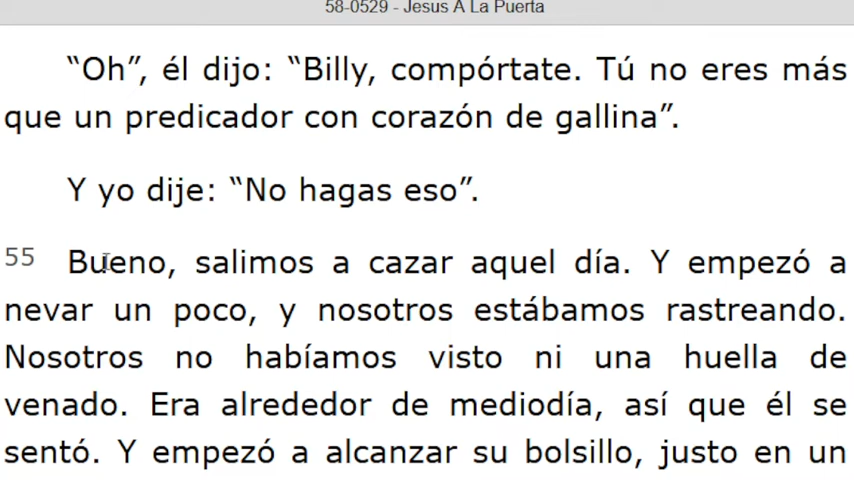 58-0529 - Jesus A La Puerta
“Oh”, él dijo: “Billy, compórtate. Tú no eres más
que un predicador con corazón de gallina”.
Y yo dije: “No hagas eso”.
55 Bueno, salimos a cazar aquel día. Y empezó a
nevar un poco, y nosotros estábamos rastreando.
Nosotros no habíamos visto ni una huella de
venado. Era alrededor de mediodía, así que él se
sentó. Y empezó a alcanzar su bolsillo, justo en un